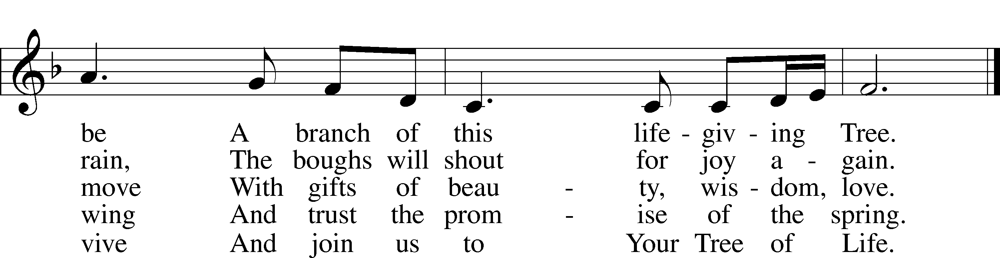 be A branch of this life - giv - ing Tree.
rain, The boughs will shout for joy a - gain.
move With gifts of beau - ty, wis - dom, love.
wing And trust the prom - ise of the spring.
vive And join us to Your Tree of Life.